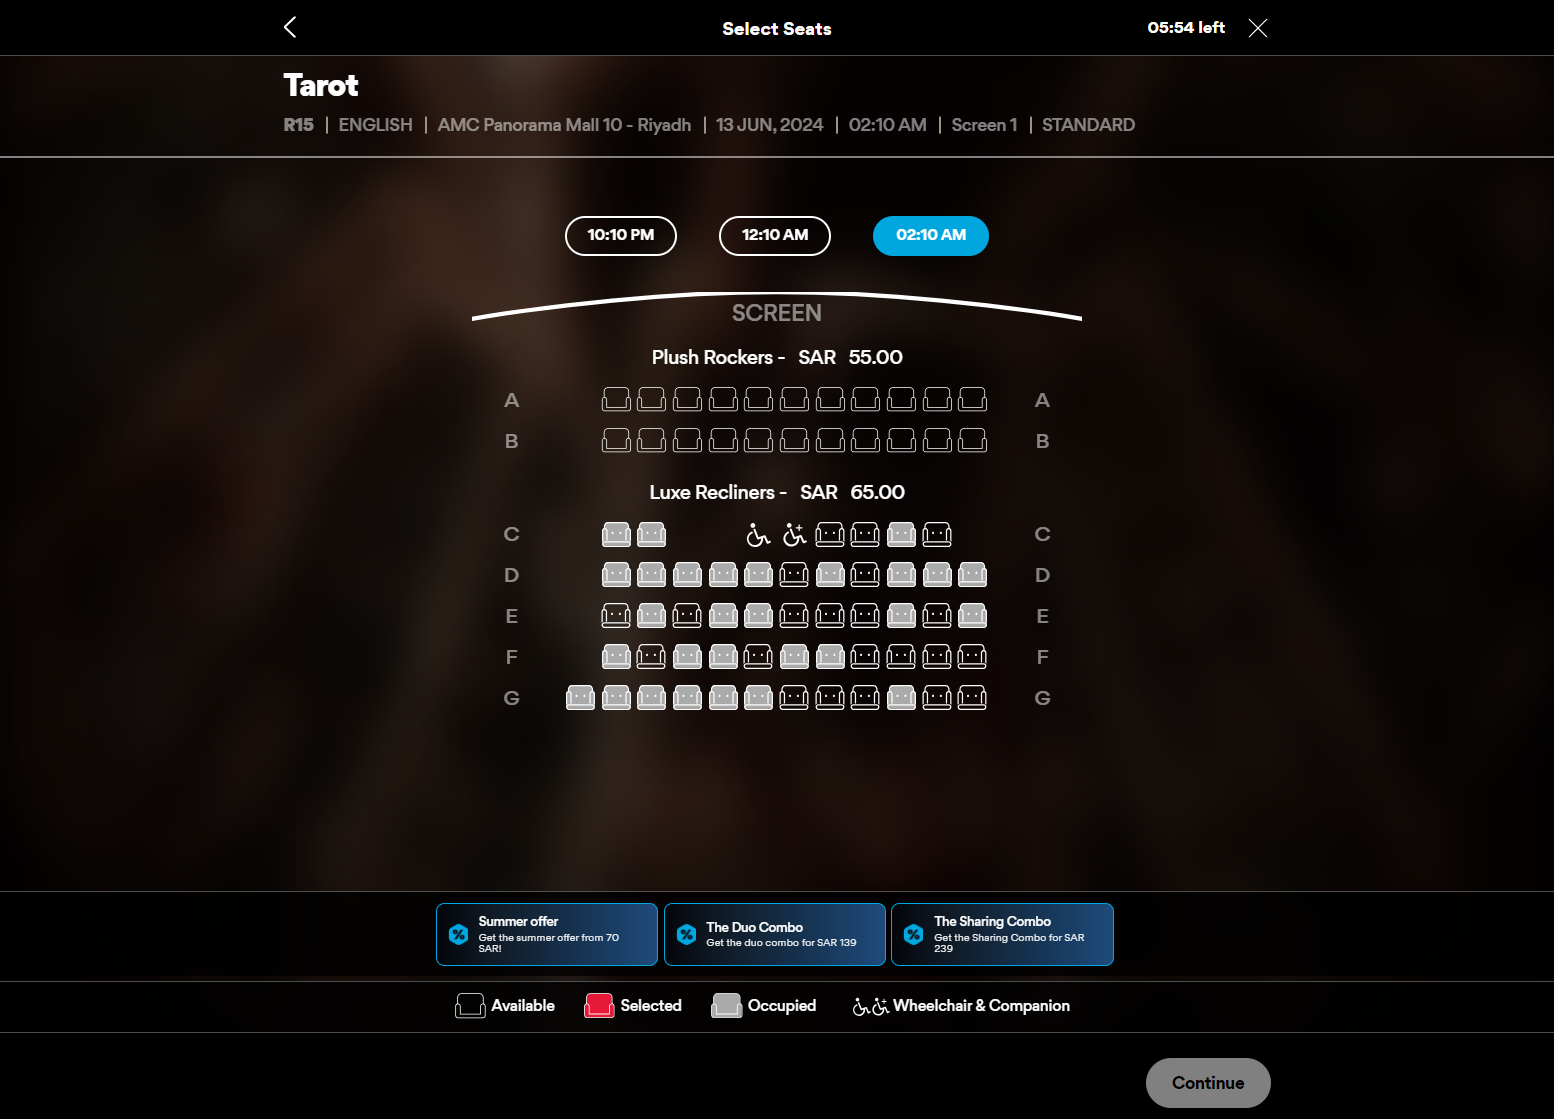 Select Seats
05:54 left
Tarot
R15 | ENGLISH | AMC Panorama Mall 10 - Riyadh | 13 JUN, 2024 | 02:10 AM | Screen 1 | STANDARD
10:10 PM
12:10 AM
02:10 AM
SCREEN
Plush Rockers - SAR 55.00
A A
B B
Luxe Recliners - SAR 65.00
C C
D D
E E
F F
G G
Summer offer
Get the summer offer from 70
SAR!
The Duo Combo
Get the duo combo for SAR 139
The Sharing Combo
Get the Sharing Combo for SAR
239
Available
Selected
Occupied
Wheelchair & Companion
Continue